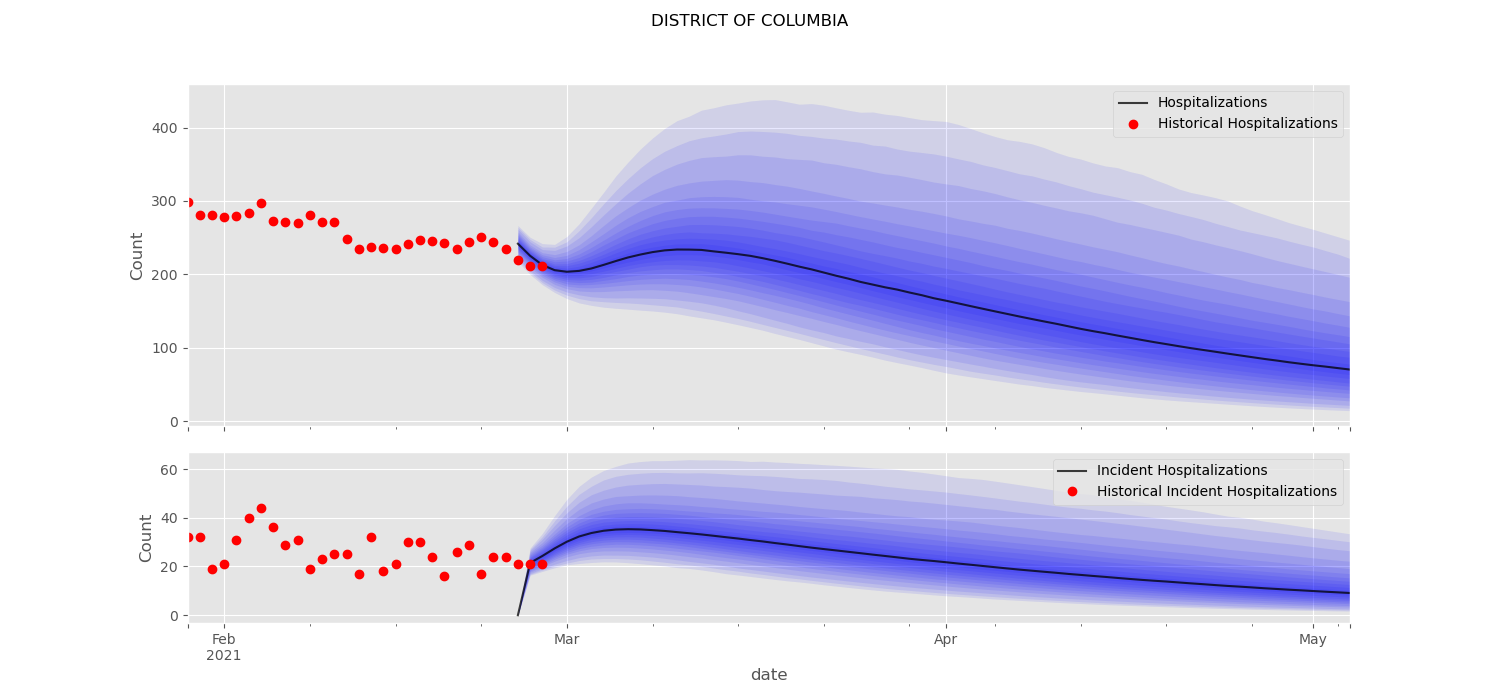 DISTRICT OF COLUMBIA
Hospitalizations
Historical Hospitalizations
400
300
200
100
0
Count
Incident Hospitalizations
Historical Incident Hospitalizations
60
40
20
0
Count
Feb
2021
Mar
Apr
May
date